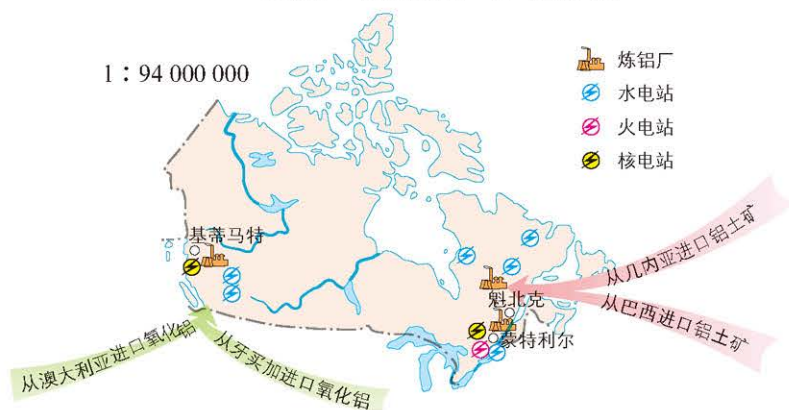 1：94 000 000
炼铝厂
水电站
火电站
核电站
基蒂马特
魁北克
蒙特利尔
从几内亚进口铝土矿
从巴西进口铝土矿
从澳大利亚进口氧化铝
从牙买加进口氧化铝